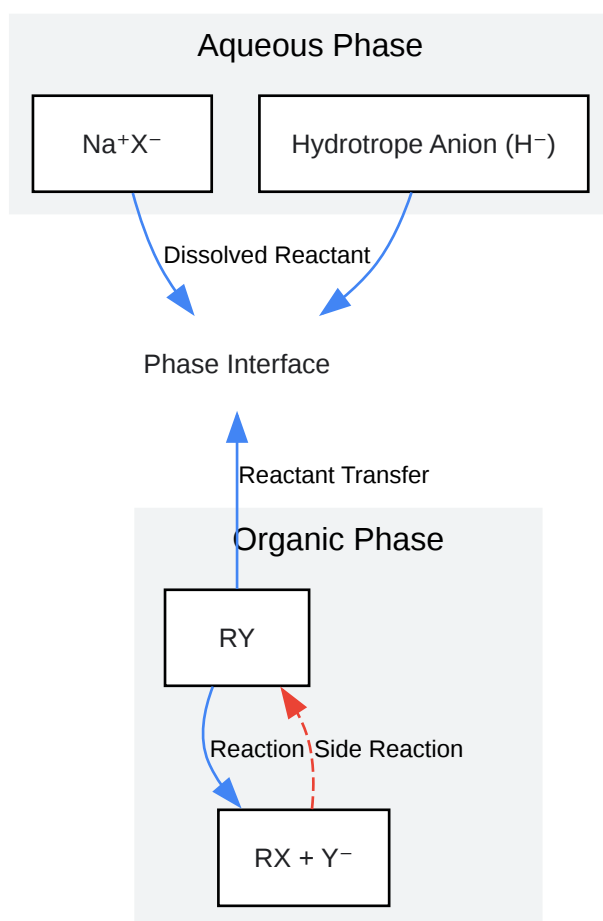 Aqueous Phase
Na⁺X⁻
Hydrotrope Anion (H⁻)
Dissolved Reactant
Phase Interface
Reactant Transfer
Organic Phase
RY
Reaction
Side Reaction
RX + Y⁻